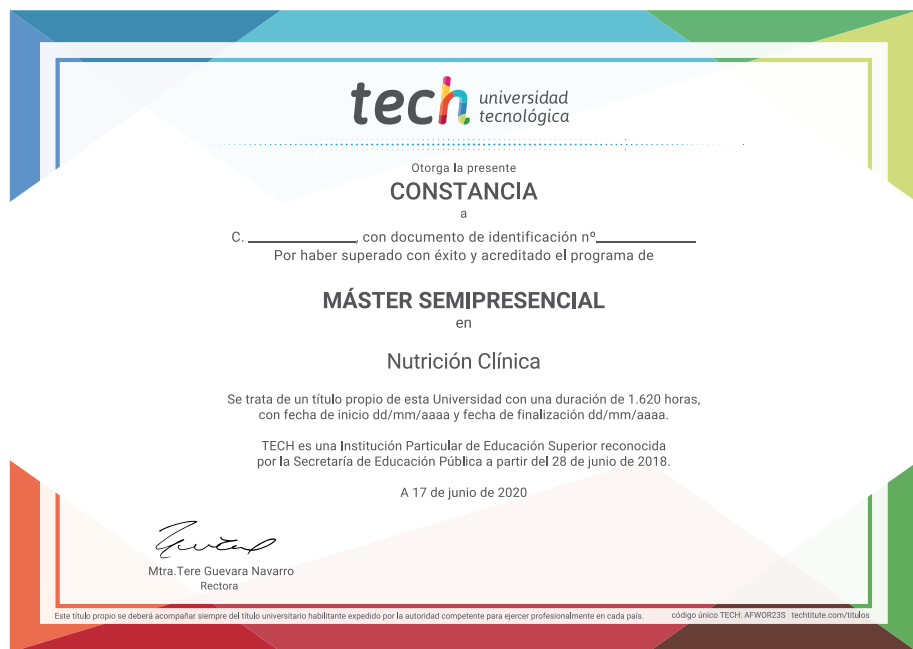 tech universidad
tecnológica
Otorga la presente
CONSTANCIA
a
C. ____________, con documento de identificación nº___________
Por haber superado con éxito y acreditado el programa de
MÁSTER SEMIPRESENCIAL
en
Nutrición Clínica
Se trata de un título propio de esta Universidad con una duración de 1.620 horas,
con fecha de inicio dd/mm/aaaa y fecha de finalización dd/mm/aaaa.
TECH es una Institución Particular de Educación Superior reconocida
por la Secretaría de Educación Pública a partir del 28 de junio de 2018.
A 17 de junio de 2020
Mtra.Tere Guevara Navarro
Rectora
Este título propio se deberá acompañar siempre del título universitario habilitante expedido por la autoridad competente para ejercer profesionalmente en cada país. código único TECH: AFWOR23S techtitute.com/titulos